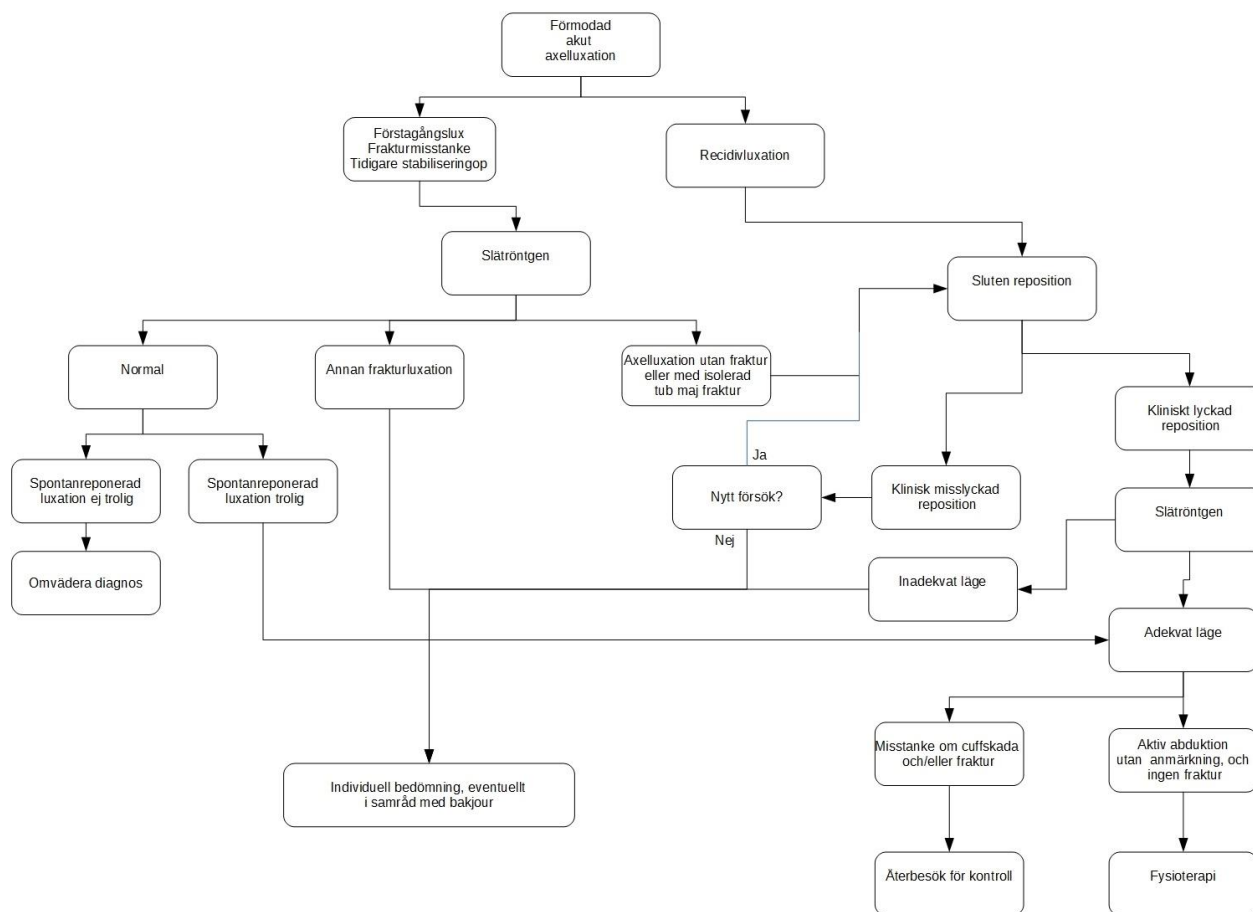 Förmodad
akut
axelluxation
Förstagångslux
Frakturmisstanke
Tidigare stabiliseringop
Recidivluxation
Slätröntgen
Sluten reposition
Normal
Annan frakturluxation
Axelluxation utan fraktur
eller med isolerad
tub maj fraktur
Kliniskt lyckad
reposition
Spontanreponerad
luxation ej trolig
Spontanreponerad
luxation trolig
Ja
Nytt försök?
Nej
Klinisk misslyckad
reposition
Slätröntgen
Omvädera diagnos
Inadekvat läge
Adekvat läge
Misstanke om cuffskada
och/eller fraktur
Aktiv abduktion
utan anmärkning, och
ingen fraktur
Individuell bedömning, eventuellt
i samråd med bakjour
Återbesök för kontroll
Fysioterapi